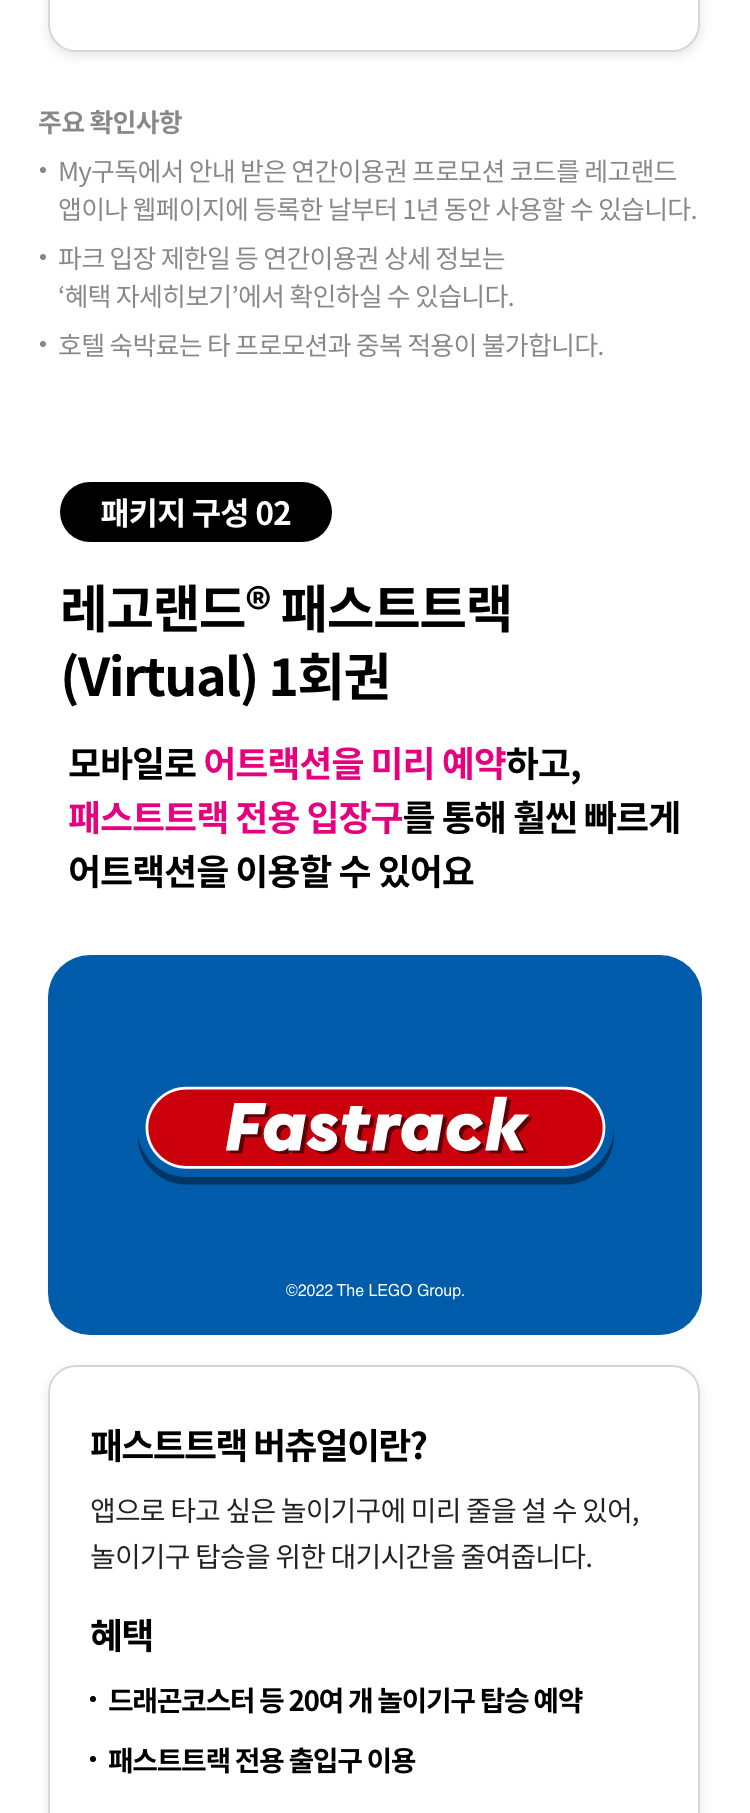 주요 확인사항
• My구독에서 안내 받은 연간이용권 프로모션 코드를 레고랜드
앱이나 웹페이지에 등록한 날부터 1년 동안 사용할 수 있습니다.
• 파크 입장 제한일 등 연간이용권 상세 정보는
‘혜택 자세히보기’에서 확인하실 수 있습니다.
• 호텔 숙박료는 타 프로모션과 중복 적용이 불가합니다.
패키지 구성 02
레고랜드® 패스트트랙
(Virtual) 1회권
모바일로 어트랙션을 미리 예약하고,
패스트트랙 전용 입장구를 통해 훨씬 빠르게
어트랙션을 이용할 수 있어요
Fastrack
©2022 The LEGO Group.
패스트트랙 버츄얼이란?
앱으로 타고 싶은 놀이기구에 미리 줄을 설 수 있어,
놀이기구 탑승을 위한 대기시간을 줄여줍니다.
혜택
• 드래곤코스터 등 20여 개 놀이기구 탑승 예약
• 패스트트랙 전용 출입구 이용